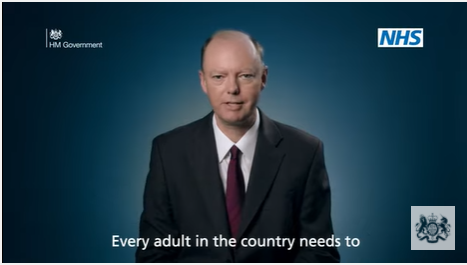 HM Government
NHS
Every adult in the country needs to